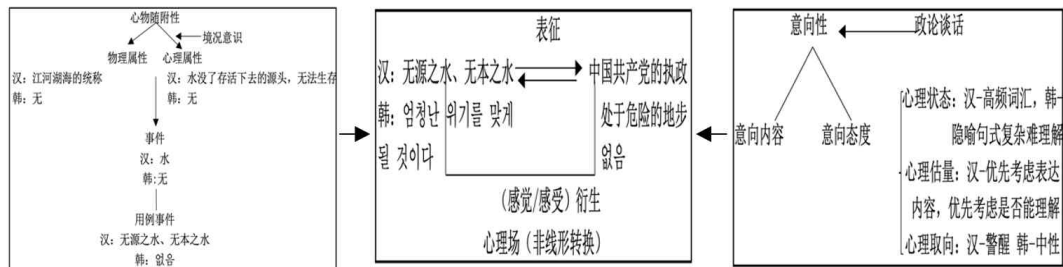 心物随附性
境况意识
物理属性 心理属性
汉：江河湖海的统称 汉：水没了存活下去的源头，无法生存
韩：无 韩：无
事件
汉：水
韩:无
用例事件
汉：无源之水、无本之水
韩：없음
表征
汉：无源之水、无本之水 中国共产党的执政
韩：엄청난 위기를 맞게 处于危险的地步
될 것이다 없음
（感觉/感受）衍生
心理场（非线形转换）
意向性 政论谈话
意向内容 意向态度
心理状态：汉-高频词汇，韩-
隐喻句式复杂难理解
心理估量：汉-优先考虑表达
内容，优先考虑是否能理解
心理取向：汉-警醒 韩-中性